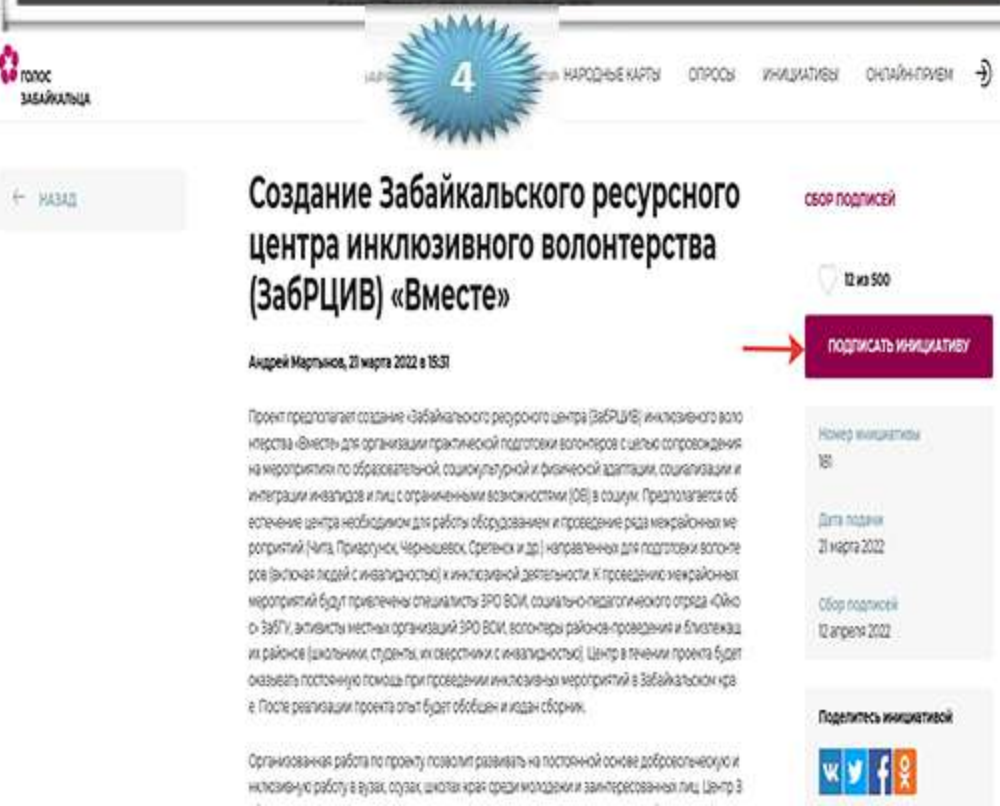 ГОЛОС
ЗАБАЙКАЛЬЦА
4
НАРОДНЫЕ КАРТЫ
ОПРОСЫ
ИНИЦИАТИВЫ
ОНЛАЙН-ПРИЕМ
← НАЗАД
Создание Забайкальского ресурсного
центра инклюзивного волонтерства
(ЗабРЦИВ) «Вместе»
Андрей Мартынов, 21 марта 2022 в 15:31
Проект предполагает создание «Забайкальского ресурсного центра (ЗабРЦИВ) инклюзивного воло
нтерства «Вместе» для организации практической подготовки волонтеров с целью сопровождения
на мероприятиях по образовательной, социокультурной и физической адаптации, социализации и
интеграции инвалидов и лиц с ограниченными возможностями (ОВ) в социум. Предполагается об
еспечение центра необходимом для работы оборудованием и проведение ряда межрайонных ме
роприятий (Чита, Приаргунск, Чернышевск, Сретенск и др.) направленных для подготовки волонте
ров (включая людей с инвалидностью) к инклюзивной деятельности. К проведению межрайонных
мероприятий будут привлечены специалисты ЗРО ВОИ, социально-педагогического отряда «Ойко
с» ЗабГУ, активисты местных организаций ЗРО ВОИ, волонтеры районов проведения и близлежащ
их районов (школьники, студенты, их сверстники с инвалидностью). Центр в течении проекта будет
оказывать постоянную помощь при проведении инклюзивных мероприятий в Забайкальском кра
е. После реализации проекта опыт будет обобщен и издан сборник.
Организованная работа по проекту позволит развивать на постоянной основе добровольческую и
нклюзивную работу в вузах, ссузах, школах края среди молодежи и заинтересованных лиц. Центр З
СБОР ПОДПИСЕЙ
12 из 500
ПОДПИСАТЬ ИНИЦИАТИВУ
Номер инициативы
181
Дата подачи
21 марта 2022
Сбор подписей
12 апреля 2022
Поделитесь инициативой